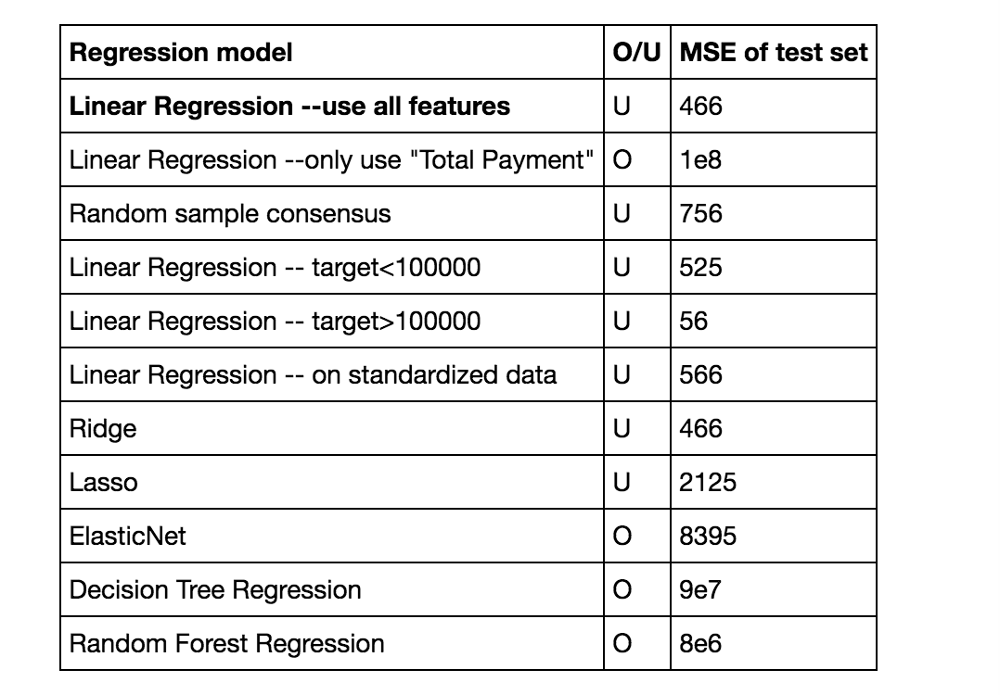 Regression model O/U MSE of test set
Linear Regression --use all features U 466
Linear Regression --only use "Total Payment" O 1e8
Random sample consensus U 756
Linear Regression -- target<100000 U 525
Linear Regression -- target>100000 U 56
Linear Regression -- on standardized data U 566
Ridge U 466
Lasso U 2125
ElasticNet O 8395
Decision Tree Regression O 9e7
Random Forest Regression O 8e6